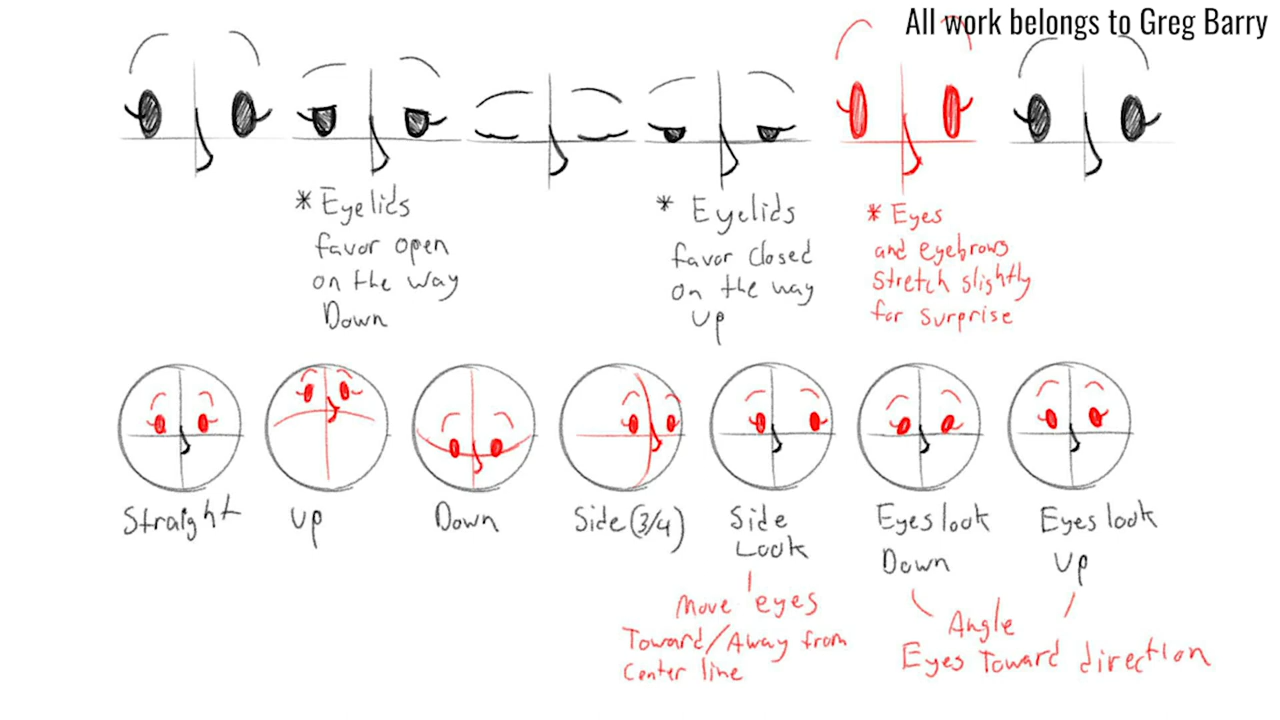 All work belongs to Greg Barry
* Eyelids
favor open
on the way
Down
* Eyelids
favor closed
on the way
up
* Eyes
and eyebrows
stretch slightly
for surprise
Straight
up
Down
Side (3/4)
Side
Look
Eyes look
Down
Eyes look
Up
Move eyes
Toward/Away from
Center line
Angle
Eyes Toward direction